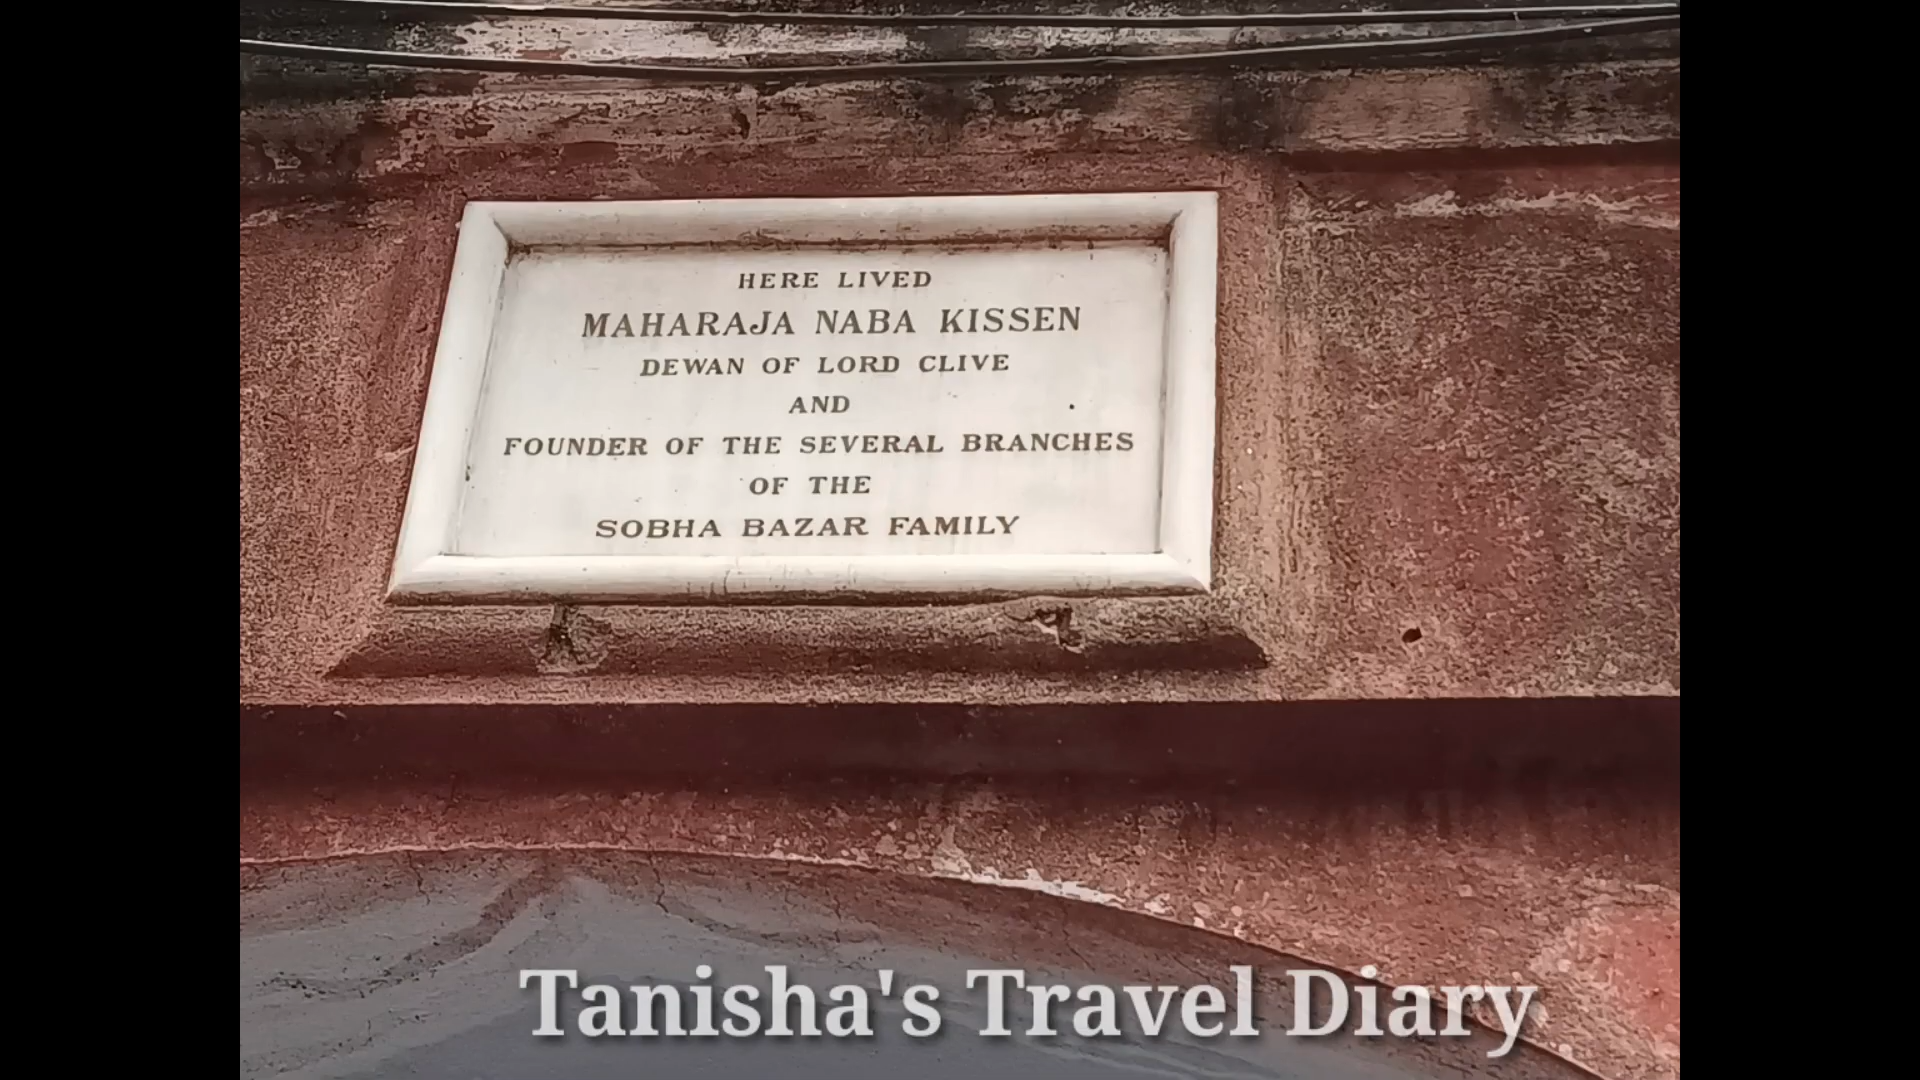 HERE LIVED
MAHARAJA NABA KISSEN
DEWAN OF LORD CLIVE
AND
FOUNDER OF THE SEVERAL BRANCHES
OF THE
SOBHA BAZAR FAMILY
Tanisha's Travel Diary